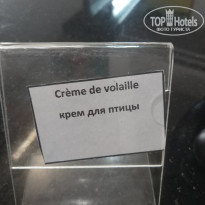 TOP Hotels
ФОТО ТУРИСТА
Crème de volaille
крем для птицы